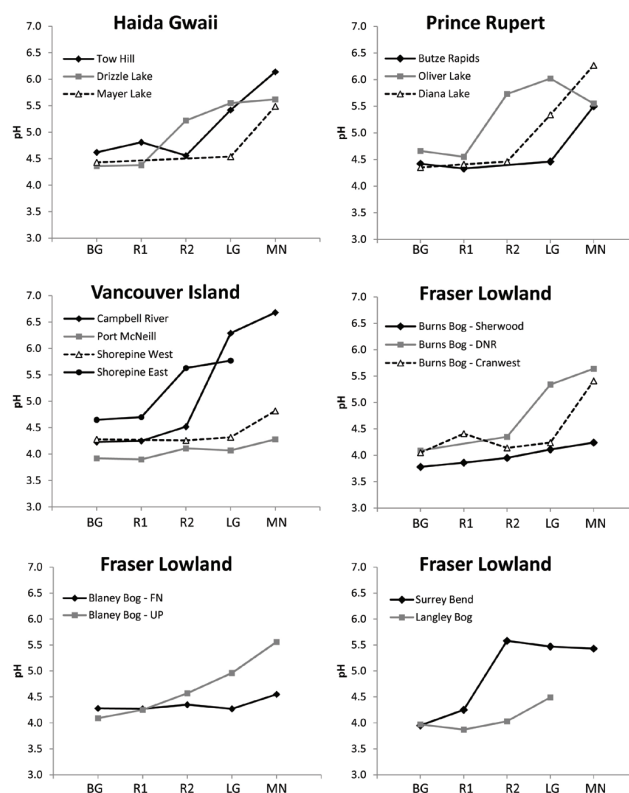 Haida Gwaii
7.0
6.5
6.0
5.5
5.0
4.5
4.0
3.5
3.0
pH
Tow Hill
Drizzle Lake
Mayer Lake
BG R1 R2 LG MN
Prince Rupert
7.0
6.5
6.0
5.5
5.0
4.5
4.0
3.5
3.0
pH
Butze Rapids
Oliver Lake
Diana Lake
BG R1 R2 LG MN
Vancouver Island
7.0
6.5
6.0
5.5
5.0
4.5
4.0
3.5
3.0
pH
Campbell River
Port McNeill
Shorepine West
Shorepine East
BG R1 R2 LG MN
Fraser Lowland
7.0
6.5
6.0
5.5
5.0
4.5
4.0
3.5
3.0
pH
Burns Bog - Sherwood
Burns Bog - DNR
Burns Bog - Cranwest
BG R1 R2 LG MN
Fraser Lowland
7.0
6.5
6.0
5.5
5.0
4.5
4.0
3.5
3.0
pH
Blaney Bog - FN
Blaney Bog - UP
BG R1 R2 LG MN
Fraser Lowland
7.0
6.5
6.0
5.5
5.0
4.5
4.0
3.5
3.0
pH
Surrey Bend
Langley Bog
BG R1 R2 LG MN